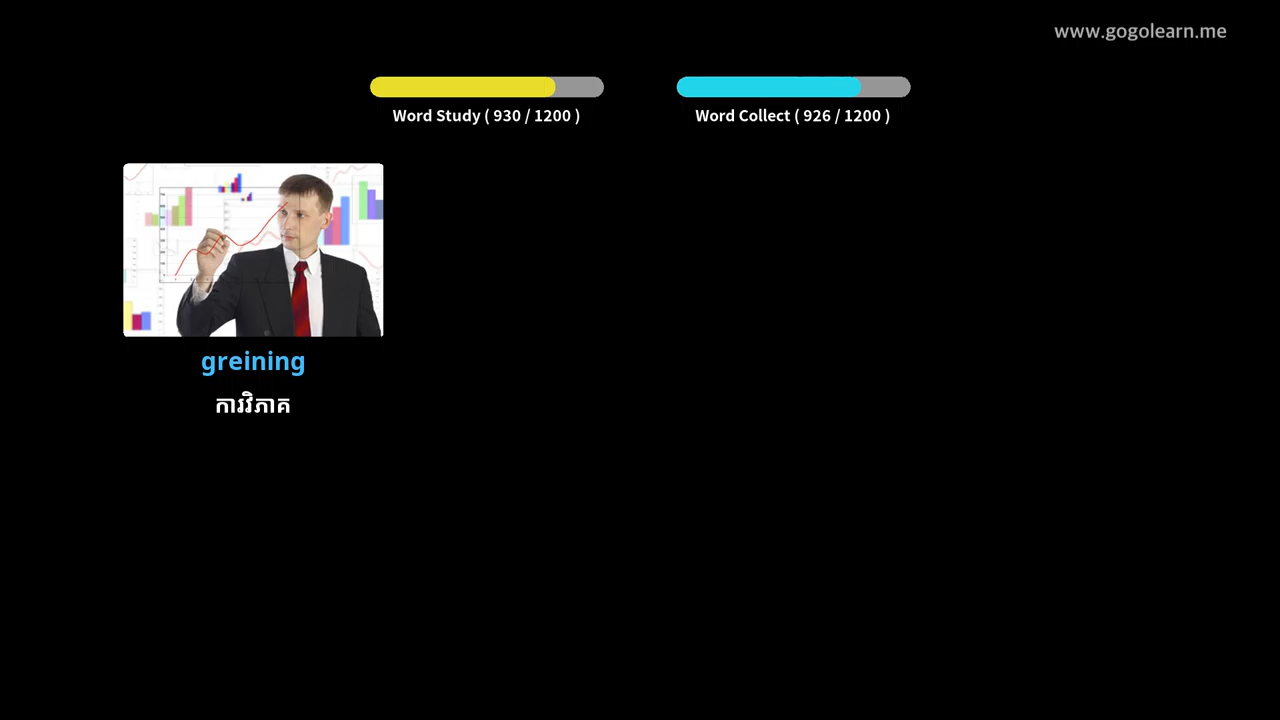 www.gogolearn.me
Word Study ( 930 / 1200 )
Word Collect ( 926 / 1200 )
greining
ការវិភាគ